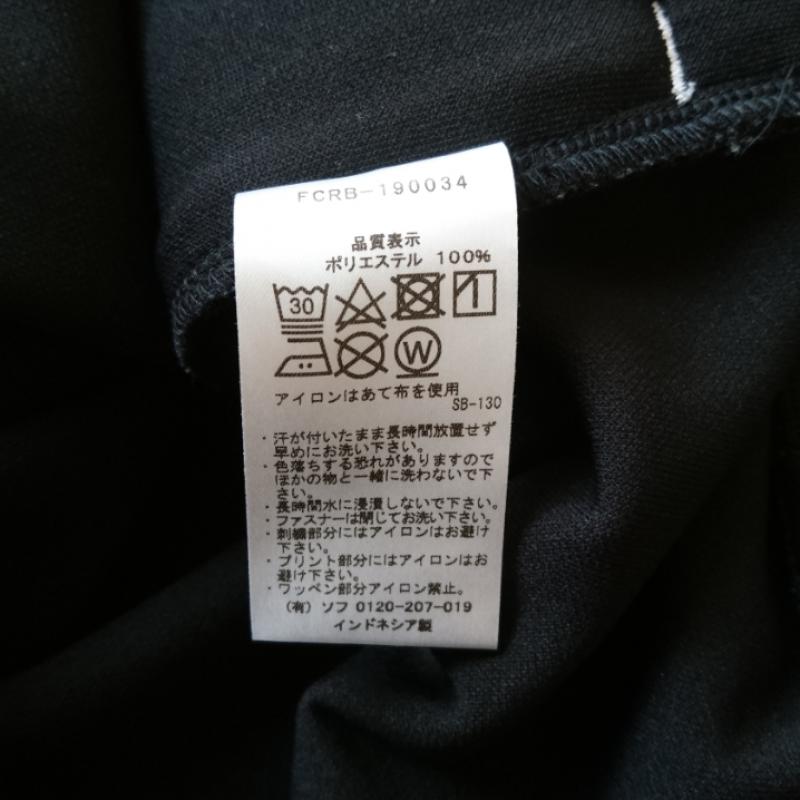 FCRB-190034
品質表示
ポリエステル 100%
30
W
アイロンはあて布を使用
SB-130
・汗が付いたまま長時間放置せず
早めにお洗い下さい。
・色落ちする恐れがありますので
ほかの物と一緒に洗わないで下
さい。
・長時間水に浸漬しないで下さい。
・ファスナーは閉じてお洗い下さい。
・刺繍部分にはアイロンはお避け
下さい。
・プリント部分にはアイロンはお
避け下さい。
・ワッペン部分アイロン禁止。
(有) ソフ 0120-207-019
インドネシア製